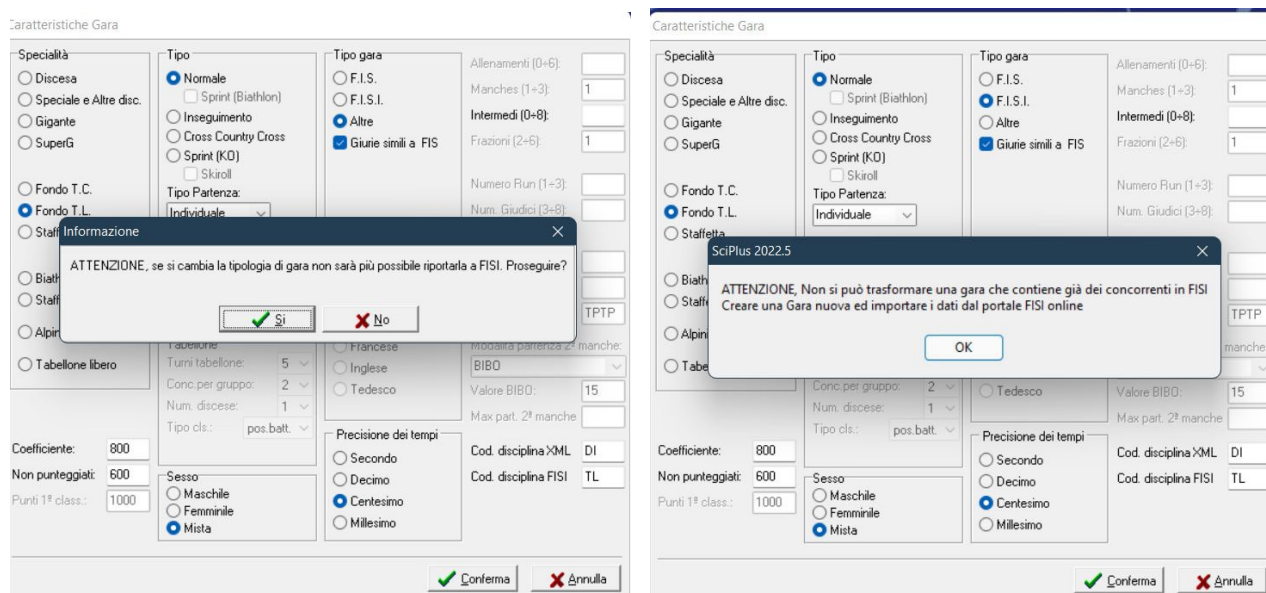 Caratteristiche Gara
Specialità
Discesa
Speciale e Altre disc.
Gigante
SuperG
Fondo T.C.
Fondo T.L.
Staff
Biath
Staff
Alpin
Tabellone libero
Tipo
Normale
Sprint (Biathlon)
Inseguimento
Cross Country Cross
Sprint (KO)
Skiroll
Tipo Partenza:
Individuale
Tipo gara
F.I.S.
F.I.S.I.
Altre
Giurie simili a FIS
Allenamenti (0÷6):
Manches (1÷3): 1
Intermedi (0÷8):
Frazioni (2÷6): 1
Numero Run (1÷3):
Num. Giudici (3÷8):
Informazione
ATTENZIONE, se si cambia la tipologia di gara non sarà più possibile riportarla a FISI. Proseguire?
Si
No
TPTP
Tabellone
Turni tabellone: 5
Conc.per gruppo: 2
Num. discese: 1
Tipo cls.: pos.batt.
Francese
Inglese
Tedesco
Modalità partenza 2ª manche:
BIBO
Valore BIBO: 15
Max part. 2ª manche
Coefficiente: 800
Non punteggiati: 600
Punti 1ª class.: 1000
Sesso
Maschile
Femminile
Mista
Precisione dei tempi
Secondo
Decimo
Centesimo
Millesimo
Cod. disciplina XML DI
Cod. disciplina FISI TL
Conferma
Annulla
Caratteristiche Gara
Specialità
Discesa
Speciale e Altre disc.
Gigante
SuperG
Fondo T.C.
Fondo T.L.
Staffetta
Biath
Staff
Alpin
Tabe
Tipo
Normale
Sprint (Biathlon)
Inseguimento
Cross Country Cross
Sprint (KO)
Skiroll
Tipo Partenza:
Individuale
Tipo gara
F.I.S.
F.I.S.I.
Altre
Giurie simili a FIS
Allenamenti (0÷6):
Manches (1÷3): 1
Intermedi (0÷8):
Frazioni (2÷6): 1
Numero Run (1÷3):
Num. Giudici (3÷8):
SciPlus 2022.5
ATTENZIONE, Non si può trasformare una gara che contiene già dei concorrenti in FISI
Creare una Gara nuova ed importare i dati dal portale FISI online
OK
TPTP
manche
Conc.per gruppo: 2
Num. discese: 1
Tipo cls.: pos.batt.
Tedesco
Valore BIBO: 15
Max part. 2ª manche
Coefficiente: 800
Non punteggiati: 600
Punti 1ª class.: 1000
Sesso
Maschile
Femminile
Mista
Precisione dei tempi
Secondo
Decimo
Centesimo
Millesimo
Cod. disciplina XML DI
Cod. disciplina FISI TL
Conferma
Annulla